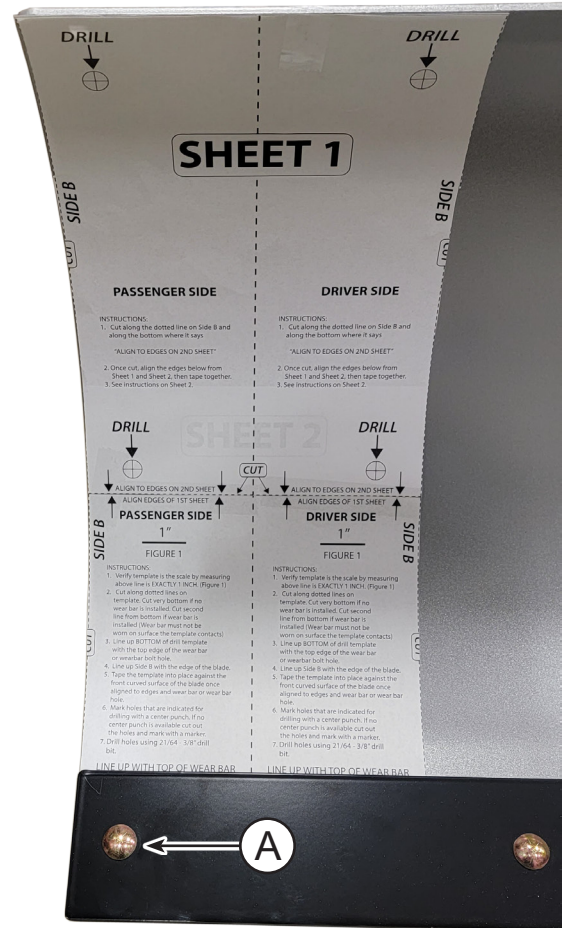 DRILL
DRILL
SHEET 1
SIDE B
SIDE B
CUT
CUT
PASSENGER SIDE
INSTRUCTIONS:
1. Cut along the dotted line on Side B and
along the bottom where it says
"ALIGN TO EDGES ON 2ND SHEET"
2. Once cut, align the edges below from
Sheet 1 and Sheet 2, then tape together.
3. See instructions on Sheet 2.
DRIVER SIDE
INSTRUCTIONS:
1. Cut along the dotted line on Side B and
along the bottom where it says
"ALIGN TO EDGES ON 2ND SHEET"
2. Once cut, align the edges below from
Sheet 1 and Sheet 2, then tape together.
3. See instructions on Sheet 2.
SHEET 2
DRILL
DRILL
CUT
ALIGN TO EDGES ON 2ND SHEET
ALIGN TO EDGES ON 2ND SHEET
ALIGN EDGES OF 1ST SHEET
ALIGN EDGES OF 1ST SHEET
SIDE B
SIDE B
PASSENGER SIDE
1"
FIGURE 1
INSTRUCTIONS:
1. Verify template is the scale by measuring
above line is EXACTLY 1 INCH. (Figure 1)
2. Cut along dotted lines on
template. Cut very bottom if no
wear bar is installed. Cut second
line from bottom if wear bar is
installed (Wear bar must not be
worn on surface the template contacts)
3. Line up BOTTOM of drill template
with the top edge of the wear bar
or wearbar bolt hole.
4. Line up Side B with the edge of the blade.
5. Tape the template into place against the
front curved surface of the blade once
aligned to edges and wear bar or wear bar
hole.
6. Mark holes that are indicated for
drilling with a center punch, if no
center punch is available cut out
the holes and mark with a marker.
7. Drill holes using 21/64 - 3/8" drill
bit.
LINE UP WITH TOP OF WEAR BAR
DRIVER SIDE
1"
FIGURE 1
INSTRUCTIONS:
1. Verify template is the scale by measuring
above line is EXACTLY 1 INCH. (Figure 1)
2. Cut along dotted lines on
template. Cut very bottom if no
wear bar is installed. Cut second
line from bottom if wear bar is
installed (Wear bar must not be
worn on surface the template contacts)
3. Line up BOTTOM of drill template
with the top edge of the wear bar
or wearbar bolt hole.
4. Line up Side B with the edge of the blade.
5. Tape the template into place against the
front curved surface of the blade once
aligned to edges and wear bar or wear bar
hole.
6. Mark holes that are indicated for
drilling with a center punch, if no
center punch is available cut out
the holes and mark with a marker.
7. Drill holes using 21/64 - 3/8" drill
bit.
LINE UP WITH TOP OF WEAR BAR
CUT
CUT
A